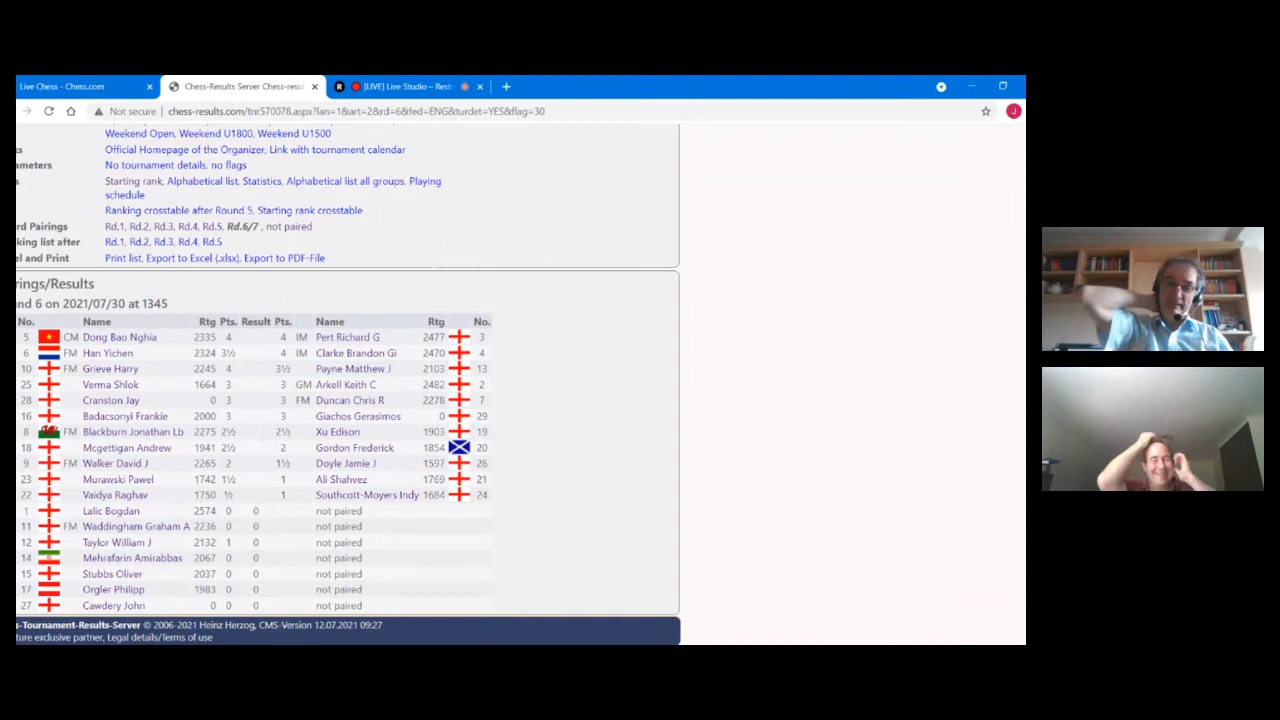 Live Chess - Chess.com Chess-Results Server Chess-resul [LIVE] Live Studio – Rest
Not secure chess-results.com/tnr570078.aspx?lan=1&art=2&rd=6&fed=ENG&turdet=YES&flag=30 J
Weekend Open, Weekend U1800, Weekend U1500
ks Official Homepage of the Organizer, Link with tournament calendar
ameters No tournament details, no flags
s Starting rank, Alphabetical list, Statistics, Alphabetical list all groups, Playing
schedule
Ranking crosstable after Round 5, Starting rank crosstable
rd Pairings Rd.1, Rd.2, Rd.3, Rd.4, Rd.5, Rd.6/7 , not paired
king list after Rd.1, Rd.2, Rd.3, Rd.4, Rd.5
el and Print Print list, Export to Excel (.xlsx), Export to PDF-File
rings/Results
nd 6 on 2021/07/30 at 1345
No. Name Rtg Pts. Result Pts. Name Rtg No.
5 CM Dong Bao Nghia 2335 4 4 IM Pert Richard G 2477 3
6 FM Han Yichen 2324 3½ 4 IM Clarke Brandon Gi 2470 4
10 FM Grieve Harry 2245 4 3½ Payne Matthew J 2103 13
25 Verma Shlok 1664 3 3 GM Arkell Keith C 2482 2
28 Cranston Jay 0 3 3 FM Duncan Chris R 2278 7
16 Badacsonyi Frankie 2000 3 3 Giachos Gerasimos 0 29
8 FM Blackburn Jonathan Lb 2275 2½ 2½ Xu Edison 1903 19
18 Mcgettigan Andrew 1941 2½ 2 Gordon Frederick 1854 20
9 FM Walker David J 2265 2 1½ Doyle Jamie J 1597 26
23 Murawski Pawel 1742 1½ 1 Ali Shahvez 1769 21
22 Vaidya Raghav 1750 ½ 1 Southcott-Moyers Indy 1684 24
1 Lalic Bogdan 2574 0 0 not paired
11 FM Waddingham Graham A 2236 0 0 not paired
12 Taylor William J 2132 1 0 not paired
14 Mehrafarin Amirabbas 2067 0 0 not paired
15 Stubbs Oliver 2037 0 0 not paired
17 Orgler Philipp 1983 0 0 not paired
27 Cawdery John 0 0 0 not paired
s-Tournament-Results-Server © 2006-2021 Heinz Herzog, CMS-Version 12.07.2021 09:27
ture exclusive partner, Legal details/Terms of use